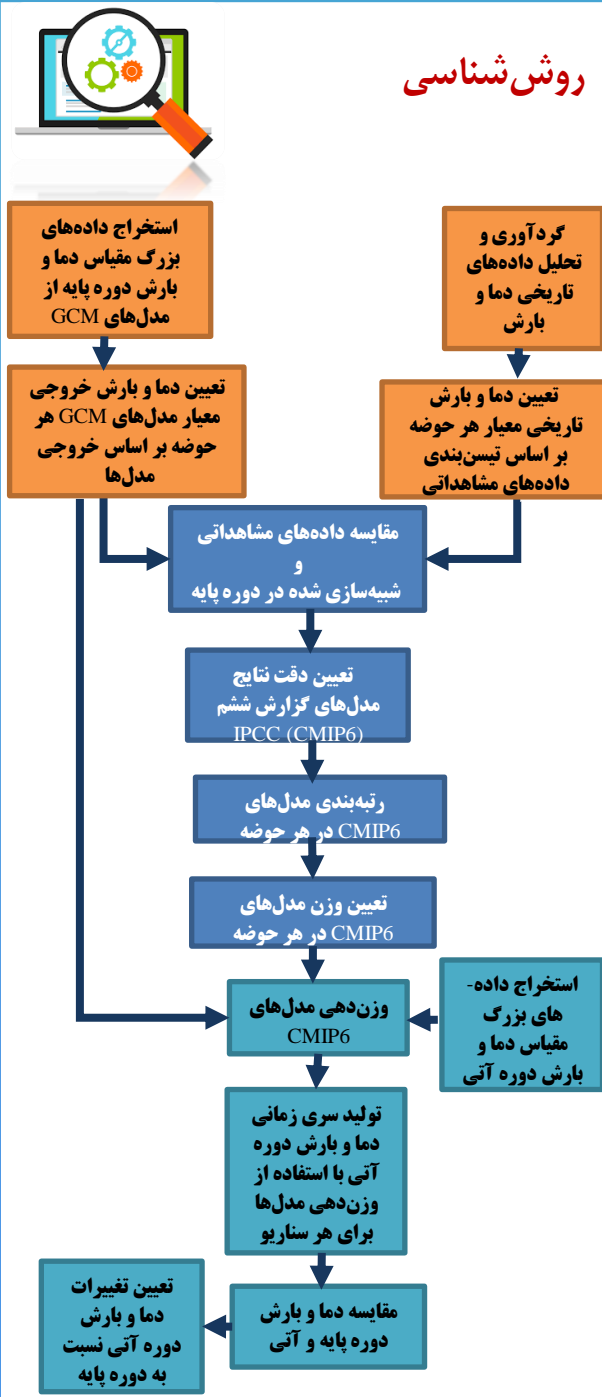 روش‌شناسی
گردآوری و
تحلیل داده‌های
تاریخی دما و
بارش
استخراج داده‌های
بزرگ مقیاس دما و
بارش دوره پایه از
مدل‌های GCM
تعیین دما و بارش
تاریخی معیار هر حوضه
بر اساس تیسن‌بندی
داده‌های مشاهداتی
تعیین دما و بارش خروجی
معیار مدل‌های GCM هر
حوضه بر اساس خروجی
مدل‌ها
مقایسه داده‌های مشاهداتی
و
شبیه‌سازی شده در دوره پایه
تعیین دقت نتایج
مدل‌های گزارش ششم
IPCC (CMIP6)
رتبه‌بندی مدل‌های
CMIP6 در هر حوضه
تعیین وزن مدل‌های
CMIP6 در هر حوضه
استخراج داده-
های بزرگ
مقیاس دما و
بارش دوره آتی
وزن‌دهی مدل‌های
CMIP6
تولید سری زمانی
دما و بارش دوره
آتی با استفاده از
وزن‌دهی مدل‌ها
برای هر سناریو
مقایسه دما و بارش
دوره پایه و آتی
تعیین تغییرات
دما و بارش
دوره آتی نسبت
به دوره پایه